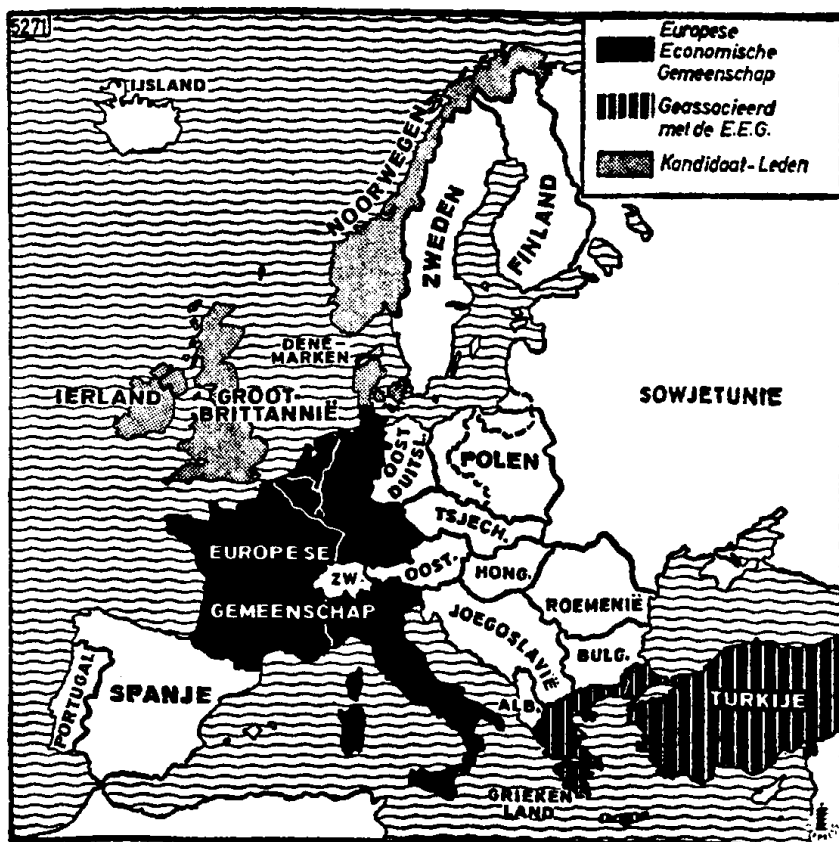 5271
Europese
Economische
Gemeenschap
Geassocieerd
met de E.E.G.
Kandidaat-Leden
IJSLAND
NOORWEGEN
ZWEDEN
FINLAND
DENE-
MARKEN
IERLAND
GROOT-
BRITTANNIË
SOWJETUNIE
OOST
DUITSL.
POLEN
TSJECH.
EUROPESE
GEMEENSCHAP
ZW.
OOST.
HONG.
ROEMENIË
JOEGOSLAVIË
BULG.
ALB.
PORTUGAL
SPANJE
TURKIJE
GRIEKEN
LAND